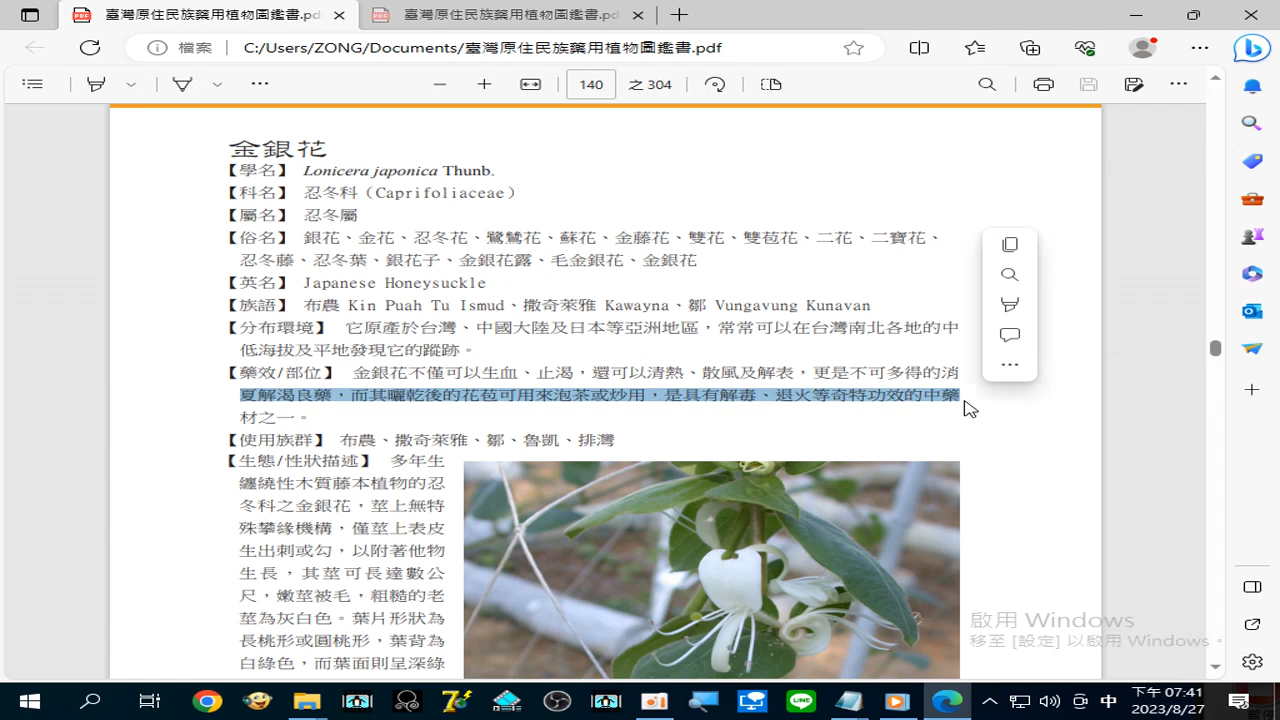 臺灣原住民族藥用植物圖鑑書.pd
臺灣原住民族藥用植物圖鑑書.pdf
檔案
C:/Users/ZONG/Documents/臺灣原住民族藥用植物圖鑑書.pdf
140 之 304
金銀花
【學名】 Lonicera japonica Thunb.
【科名】 忍冬科（Caprifoliaceae）
【屬名】 忍冬屬
【俗名】 銀花、金花、忍冬花、鷺鷥花、蘇花、金藤花、雙花、雙苞花、二花、二寶花、
忍冬藤、忍冬葉、銀花子、金銀花露、毛金銀花、金銀花
【英名】 Japanese Honeysuckle
【族語】 布農 Kin Puah Tu Ismud、撒奇萊雅 Kawayna、鄒 Vungavung Kunavan
【分布環境】 它原產於台灣、中國大陸及日本等亞洲地區，常常可以在台灣南北各地的中
低海拔及平地發現它的蹤跡。
【藥效/部位】 金銀花不僅可以生血、止渴，還可以清熱、散風及解表，更是不可多得的消
夏解渴良藥，而其曬乾後的花苞可用來泡茶或炒用，是具有解毒、退火等奇特功效的中藥
材之一。
【使用族群】 布農、撒奇萊雅、鄒、魯凱、排灣
【生態/性狀描述】 多年生
纏繞性木質藤本植物的忍
冬科之金銀花，莖上無特
殊攀緣機構，僅莖上表皮
生出刺或勾，以附著他物
生長，其莖可長達數公
尺，嫩莖被毛，粗糙的老
莖為灰白色。葉片形狀為
長桃形或圓桃形，葉背為
白綠色，而葉面則呈深綠
啟用 Windows
移至 [設定] 以啟用 Windows。
中
下午 07:41
2023/8/27